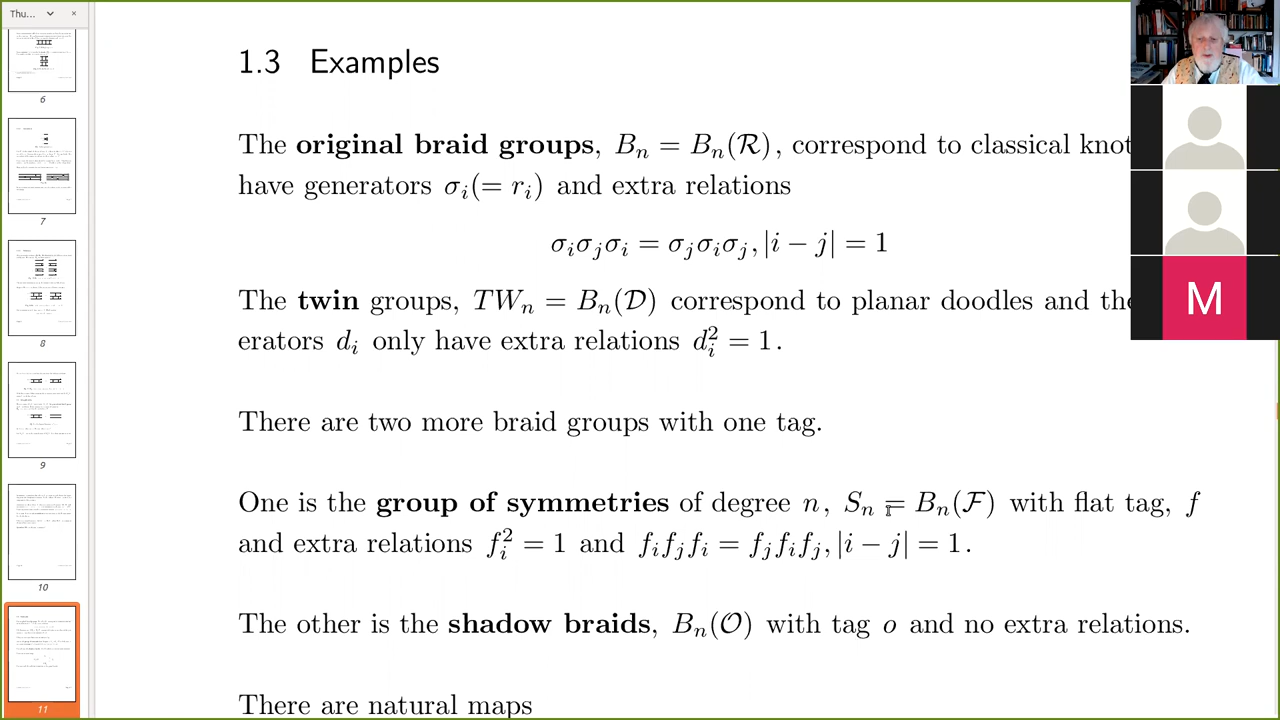 Thu...
×
6
7
8
9
10
11
1.3 Examples
The original braid groups, Bₙ = Bₙ(ℛ), correspond to classical knot
have generators σᵢ(= rᵢ) and extra relations
σᵢσⱼσᵢ = σⱼσᵢσⱼ, |i − j| = 1
The twin groups, TWₙ = Bₙ(𝒟) correspond to planar doodles and the
erators dᵢ only have extra relations dᵢ² = 1.
There are two more braid groups with one tag.
One is the group of symmetries of degree n, Sₙ = Bₙ(ℱ) with flat tag, f
and extra relations fᵢ² = 1 and fᵢfⱼfᵢ = fⱼfᵢfⱼ, |i − j| = 1.
The other is the shadow braids, Bₙ(𝒪) with tag o and no extra relations.
There are natural maps
M